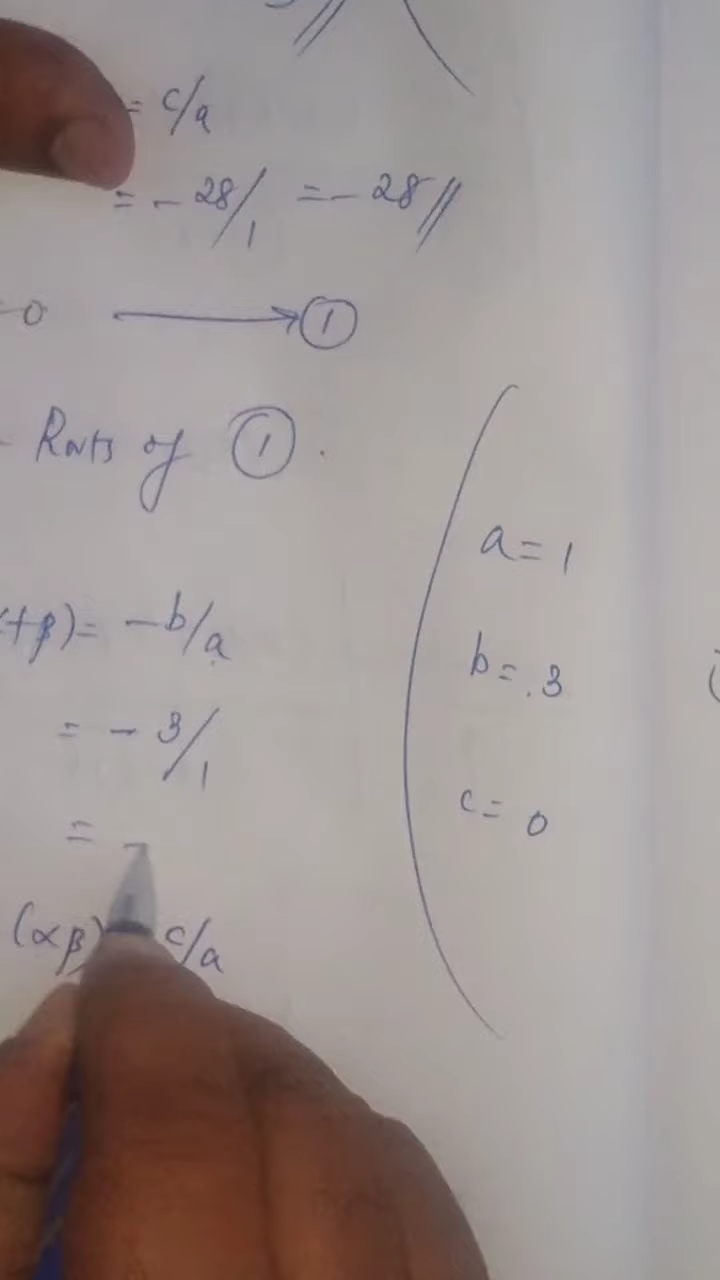 = c/a
= - 28/1 = - 28//
0 → ①
Roots of ① .
+β) = -b/a
= - 3/1
= -
(αβ) c/a
a = 1
b = 3
c = 0